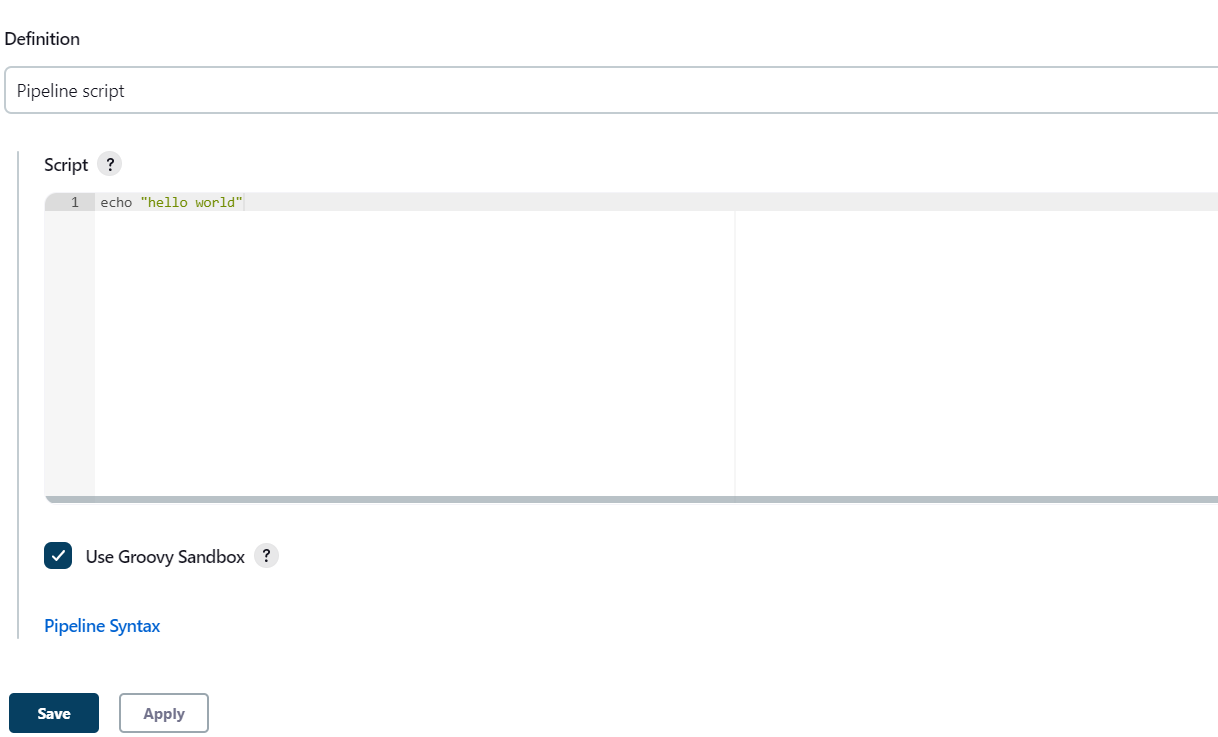 Definition
Pipeline script
Script ?
1 echo "hello world"
Use Groovy Sandbox ?
Pipeline Syntax
Save Apply